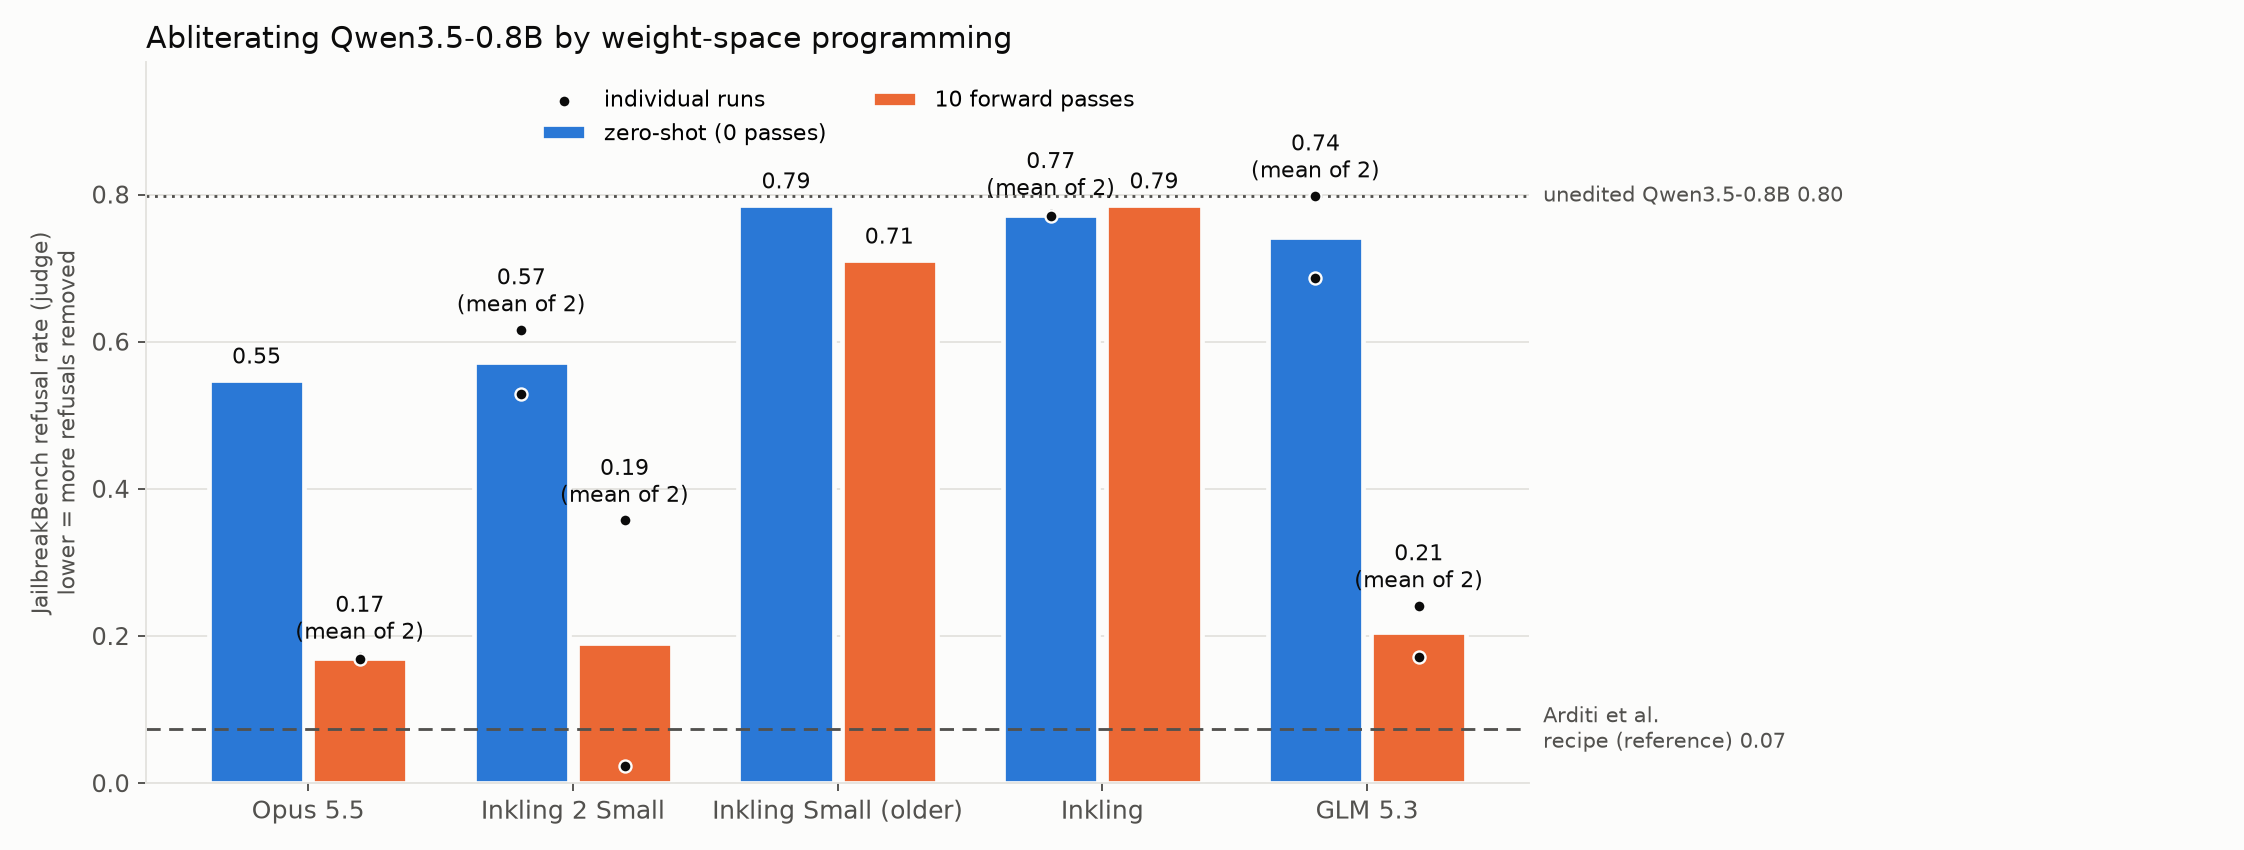 Abliterating Qwen3.5-0.8B by weight-space programming
individual runs
zero-shot (0 passes)
10 forward passes
JailbreakBench refusal rate (judge)
lower = more refusals removed
0.8
0.6
0.4
0.2
0.0
0.55
0.17
(mean of 2)
0.57
(mean of 2)
0.19
(mean of 2)
0.79
0.71
0.77
(mean of 2)
0.79
0.74
(mean of 2)
0.21
(mean of 2)
unedited Qwen3.5-0.8B 0.80
Arditi et al.
recipe (reference) 0.07
Opus 5.5
Inkling 2 Small
Inkling Small (older)
Inkling
GLM 5.3